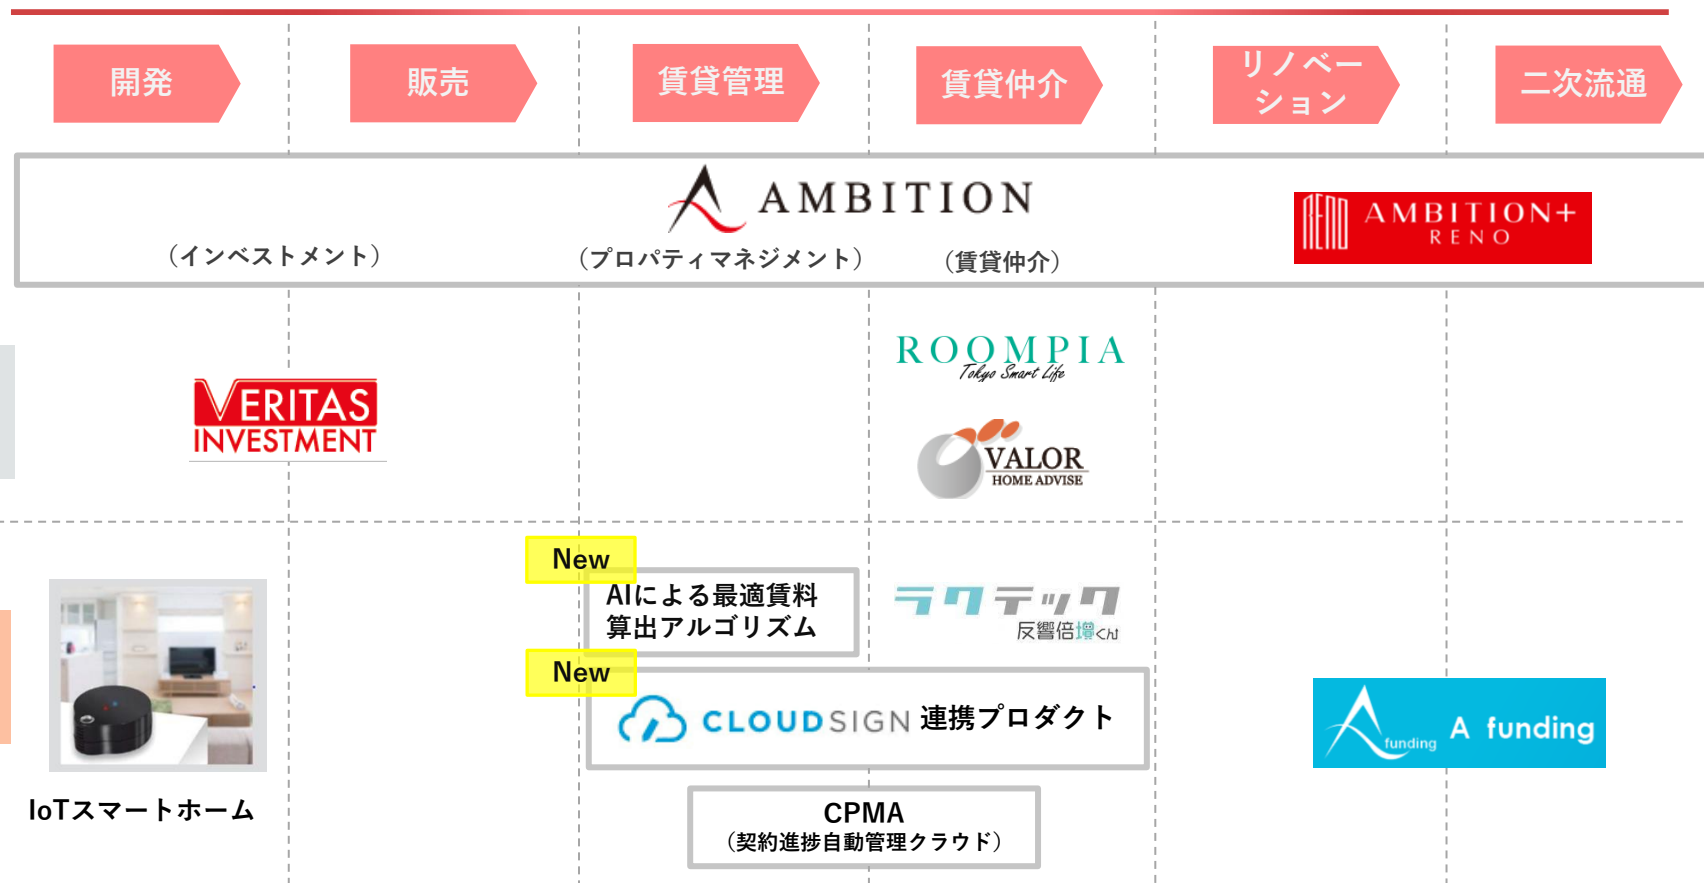 開発
販売
賃貸管理
賃貸仲介
リノベー
ション
二次流通
AMBITION
（インベストメント）
（プロパティマネジメント）
（賃貸仲介）
RENO
AMBITION+
RENO
VERITAS
INVESTMENT
ROOMPIA
Tokyo Smart Life
VALOR
HOME ADVISE
New
AIによる最適賃料
算出アルゴリズム
ラクテック
反響倍増くん
New
CLOUDSIGN 連携プロダクト
funding
A funding
IoTスマートホーム
CPMA
（契約進捗自動管理クラウド）